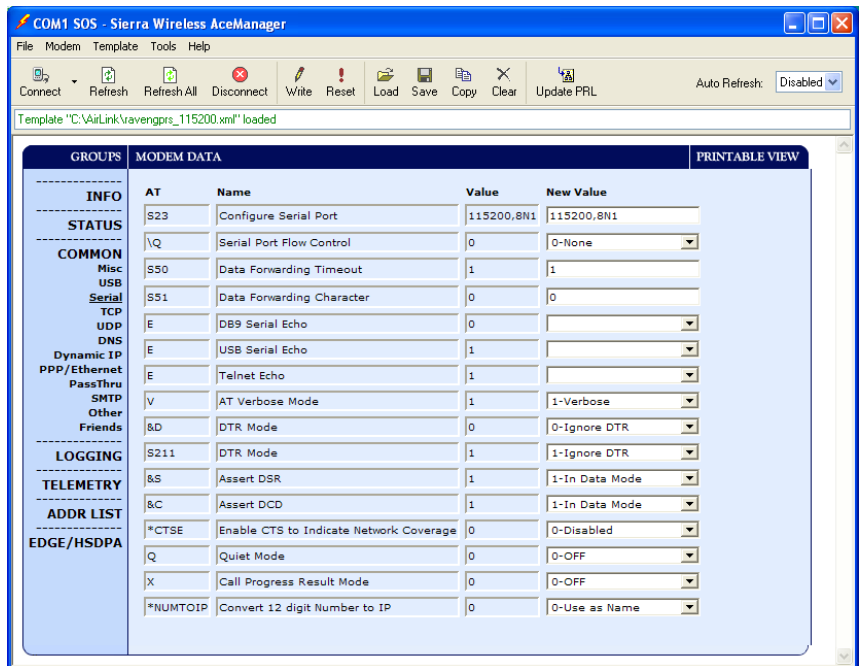 COM1 SOS - Sierra Wireless AceManager
File Modem Template Tools Help
Connect Refresh Refresh All Disconnect Write Reset Load Save Copy Clear Update PRL Auto Refresh: Disabled
Template "C:\AirLink\ravengprs_115200.xml" loaded
GROUPS MODEM DATA PRINTABLE VIEW
INFO
STATUS
COMMON
Misc
USB
Serial
TCP
UDP
DNS
Dynamic IP
PPP/Ethernet
PassThru
SMTP
Other
Friends
LOGGING
TELEMETRY
ADDR LIST
EDGE/HSDPA
AT Name Value New Value
S23 Configure Serial Port 115200,8N1 115200,8N1
\Q Serial Port Flow Control 0 0-None
S50 Data Forwarding Timeout 1 1
S51 Data Forwarding Character 0 0
E DB9 Serial Echo 0
E USB Serial Echo 1
E Telnet Echo 1
V AT Verbose Mode 1 1-Verbose
&D DTR Mode 0 0-Ignore DTR
S211 DTR Mode 1 1-Ignore DTR
&S Assert DSR 1 1-In Data Mode
&C Assert DCD 1 1-In Data Mode
*CTSE Enable CTS to Indicate Network Coverage 0 0-Disabled
Q Quiet Mode 0 0-OFF
X Call Progress Result Mode 0 0-OFF
*NUMTOIP Convert 12 digit Number to IP 0 0-Use as Name